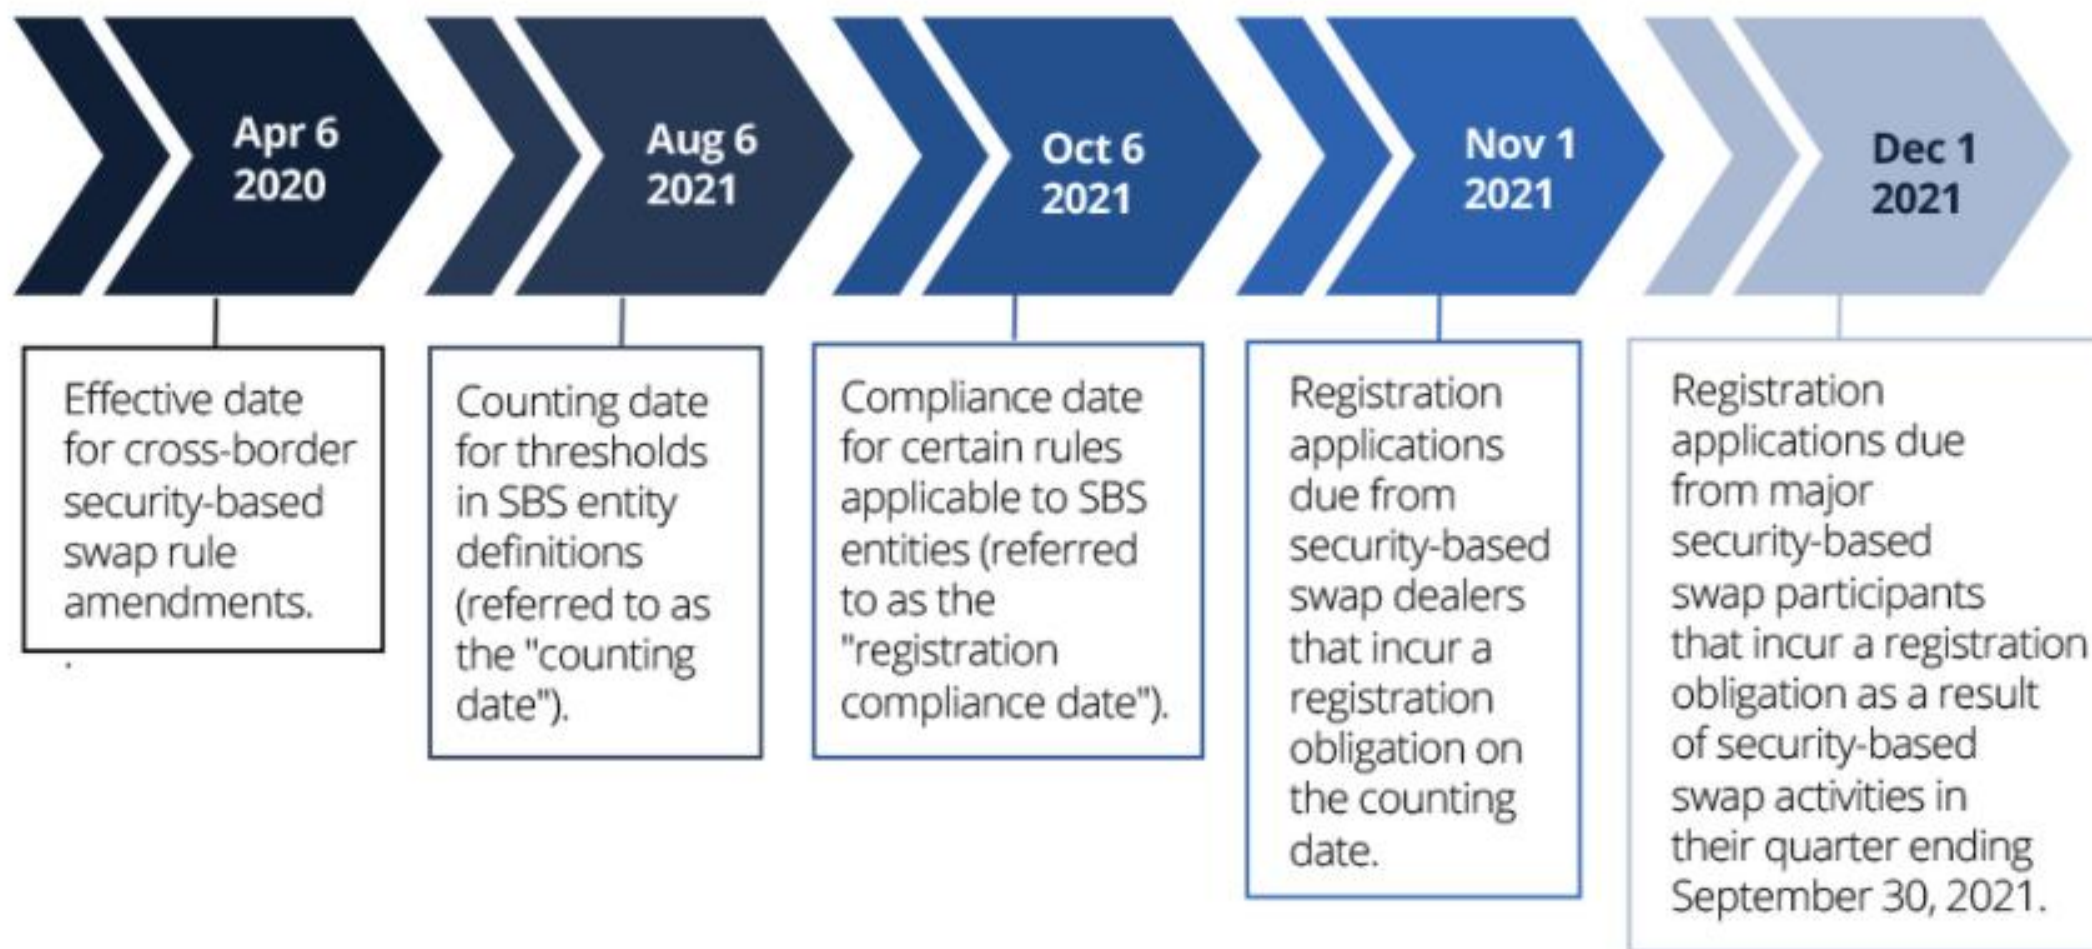 Apr 6
2020
Aug 6
2021
Oct 6
2021
Nov 1
2021
Dec 1
2021
Effective date
for cross-border
security-based
swap rule
amendments.
.
Counting date
for thresholds
in SBS entity
definitions
(referred to as
the "counting
date").
Compliance date
for certain rules
applicable to SBS
entities (referred
to as the
"registration
compliance date").
Registration
applications
due from
security-based
swap dealers
that incur a
registration
obligation on
the counting
date.
Registration
applications due
from major
security-based
swap participants
that incur a registration
obligation as a result
of security-based
swap activities in
their quarter ending
September 30, 2021.